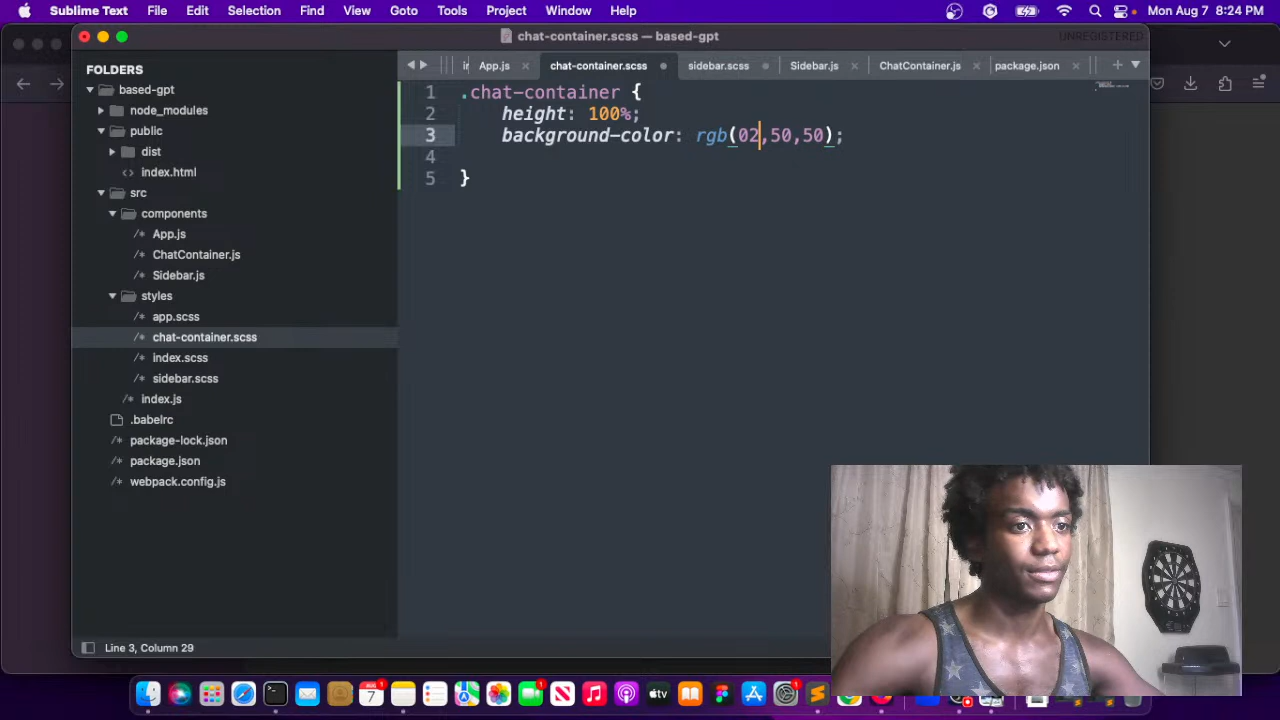 Sublime Text File Edit Selection Find View Goto Tools Project Window Help Mon Aug 7 8:24 PM
chat-container.scss — based-gpt UNREGISTERED
App.js chat-container.scss sidebar.scss Sidebar.js ChatContainer.js package.json
FOLDERS
based-gpt
node_modules
public
dist
index.html
src
components
App.js
ChatContainer.js
Sidebar.js
styles
app.scss
chat-container.scss
index.scss
sidebar.scss
index.js
.babelrc
package-lock.json
package.json
webpack.config.js
1 .chat-container {
2 height: 100%;
3 background-color: rgb(02,50,50);
4
5 }
Line 3, Column 29